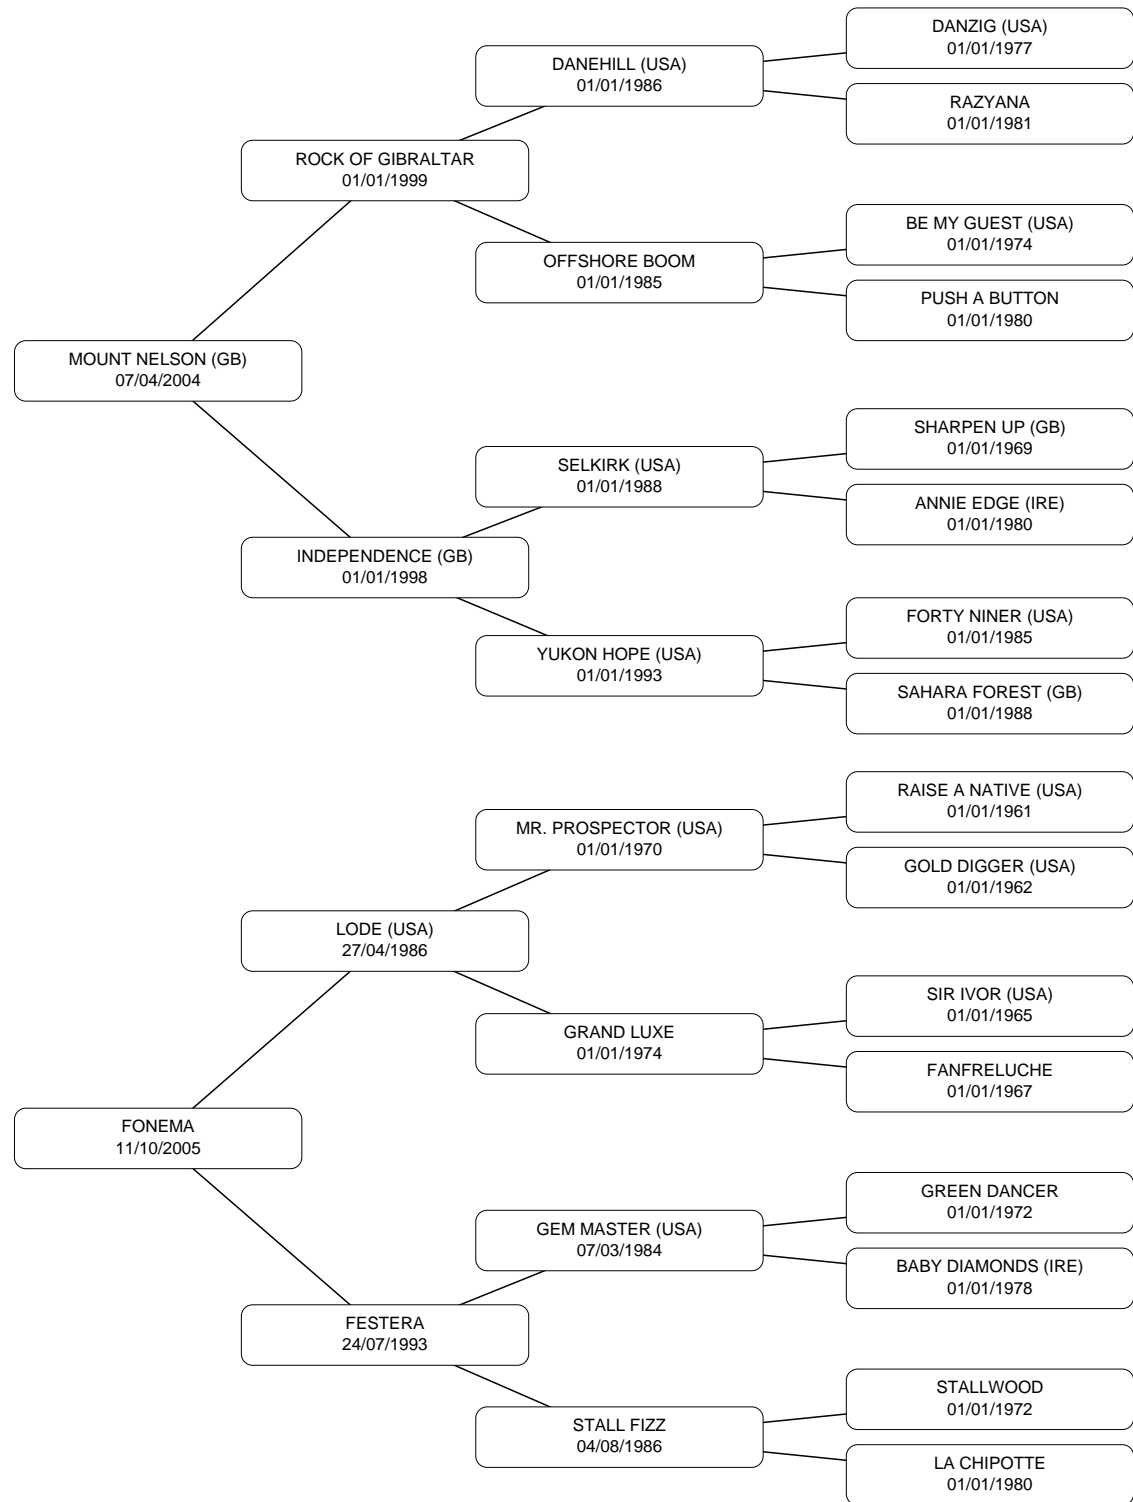 DANZIG (USA)
01/01/1977
DANEHILL (USA)
01/01/1986
RAZYANA
01/01/1981
ROCK OF GIBRALTAR
01/01/1999
BE MY GUEST (USA)
01/01/1974
OFFSHORE BOOM
01/01/1985
PUSH A BUTTON
01/01/1980
MOUNT NELSON (GB)
07/04/2004
SHARPEN UP (GB)
01/01/1969
SELKIRK (USA)
01/01/1988
ANNIE EDGE (IRE)
01/01/1980
INDEPENDENCE (GB)
01/01/1998
FORTY NINER (USA)
01/01/1985
YUKON HOPE (USA)
01/01/1993
SAHARA FOREST (GB)
01/01/1988
RAISE A NATIVE (USA)
01/01/1961
MR. PROSPECTOR (USA)
01/01/1970
GOLD DIGGER (USA)
01/01/1962
LODE (USA)
27/04/1986
SIR IVOR (USA)
01/01/1965
GRAND LUXE
01/01/1974
FANFRELUCHE
01/01/1967
FONEMA
11/10/2005
GREEN DANCER
01/01/1972
GEM MASTER (USA)
07/03/1984
BABY DIAMONDS (IRE)
01/01/1978
FESTERA
24/07/1993
STALLWOOD
01/01/1972
STALL FIZZ
04/08/1986
LA CHIPOTTE
01/01/1980